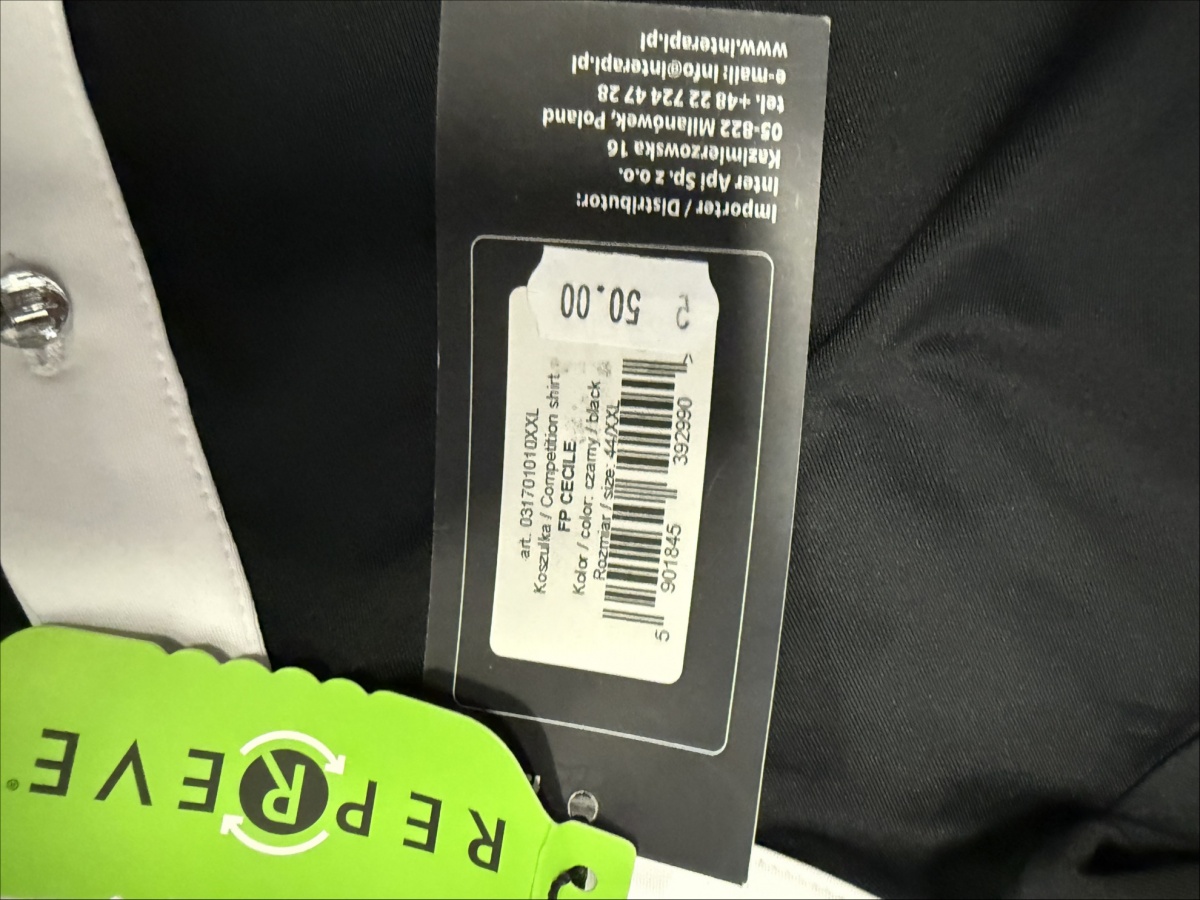 Importer / Distributor:
Inter Api Sp. z o.o.
Kazimierzowska 16
05-822 Milanówek, Poland
tel. +48 22 724 47 28
e-mail: info@interapi.pl
www.interapi.pl
50.00
art. 031701010XXL
Koszulka / Competition shirt
FP CECILE
Kolor / color: czarny / black
Rozmiar / size: 44/XXL
5 901845 392990
REPREVE®